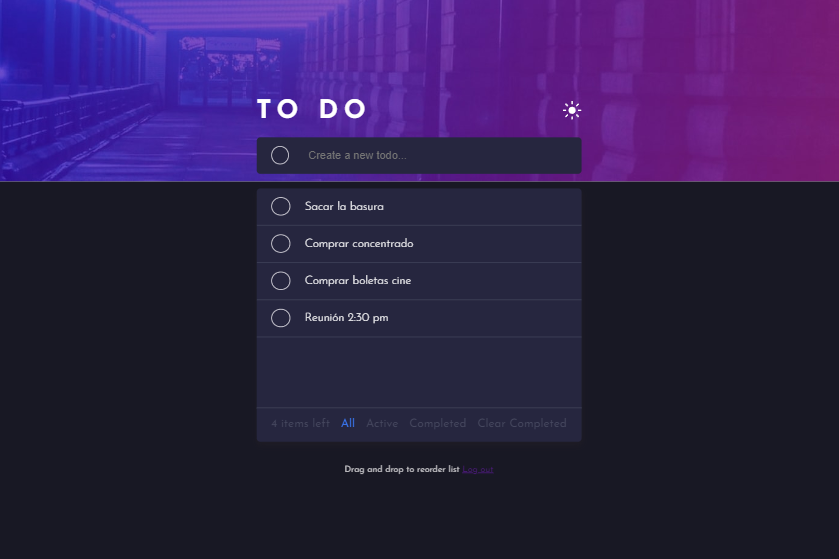 TO DO
Create a new todo...
Sacar la basura
Comprar concentrado
Comprar boletas cine
Reunión 2:30 pm
4 items left All Active Completed Clear Completed
Drag and drop to reorder list Log out